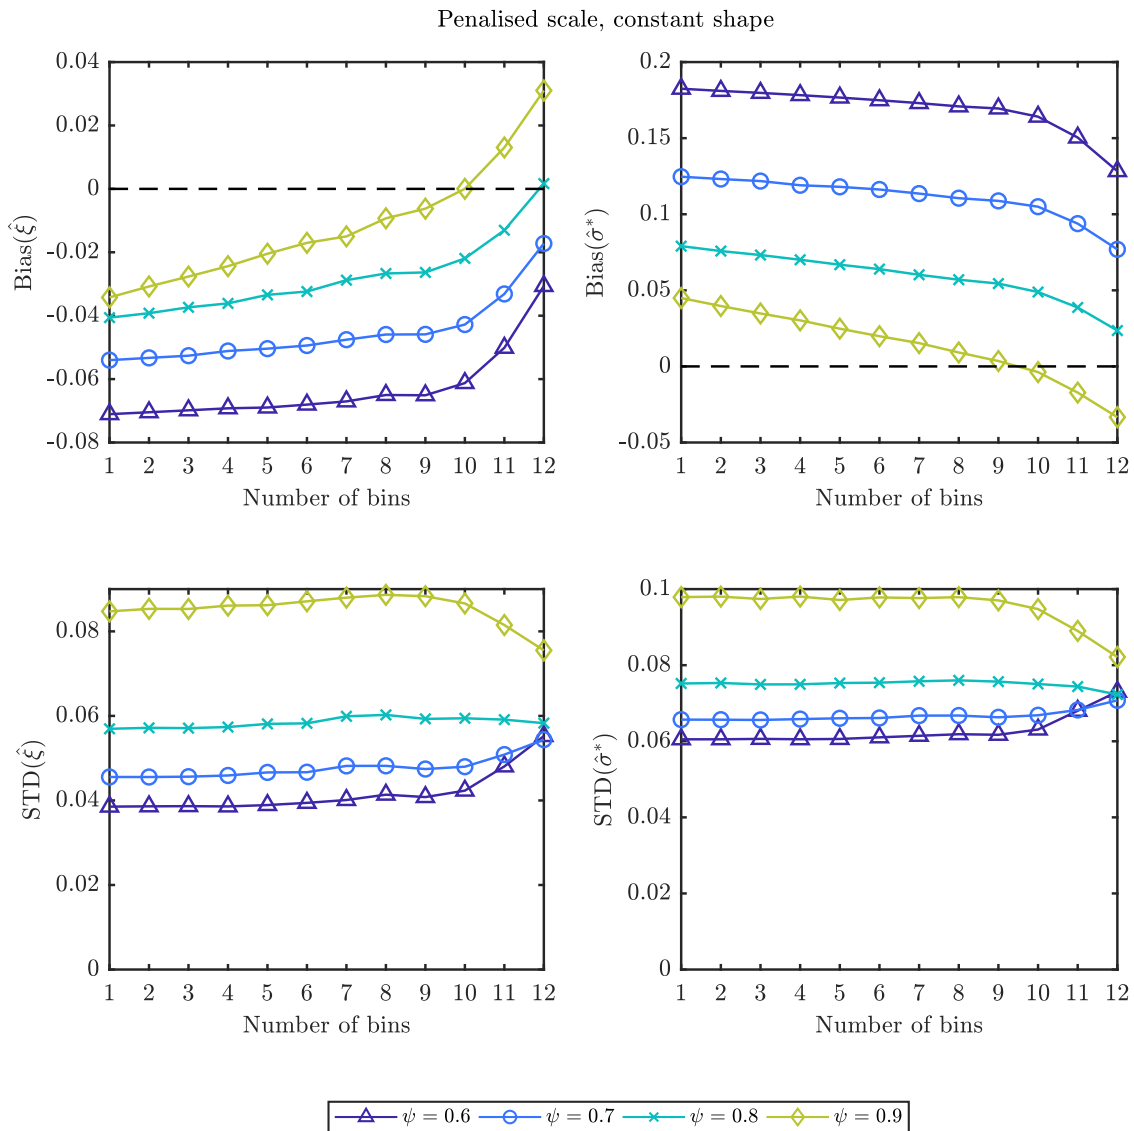 Penalised scale, constant shape
0.04
0.02
0
-0.02
-0.04
-0.06
-0.08
Bias(ξ̂)
1 2 3 4 5 6 7 8 9 10 11 12
Number of bins
0.2
0.15
0.1
0.05
0
-0.05
Bias(σ̂*)
1 2 3 4 5 6 7 8 9 10 11 12
Number of bins
0.08
0.06
0.04
0.02
0
STD(ξ̂)
1 2 3 4 5 6 7 8 9 10 11 12
Number of bins
0.1
0.08
0.06
0.04
0.02
0
STD(σ̂*)
1 2 3 4 5 6 7 8 9 10 11 12
Number of bins
ψ = 0.6 ψ = 0.7 ψ = 0.8 ψ = 0.9